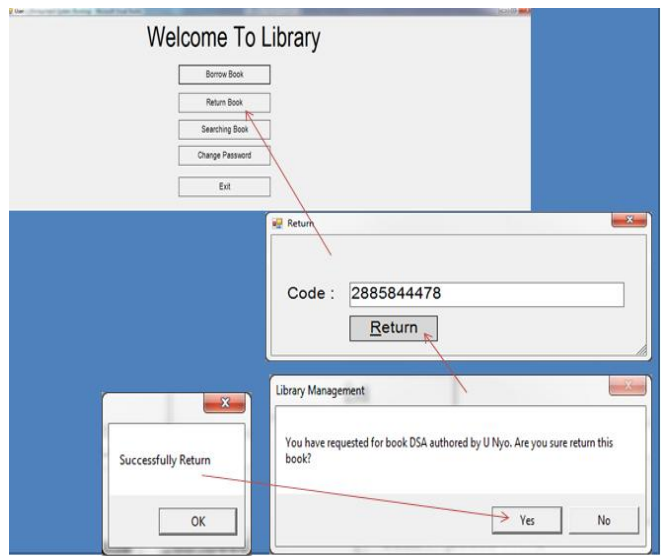 User
Welcome To Library
Borrow Book
Return Book
Searching Book
Change Password
Exit
Return
Code : 2885844478
Return
Library Management
You have requested for book DSA authored by U Nyo. Are you sure return this
book?
Yes No
Successfully Return
OK